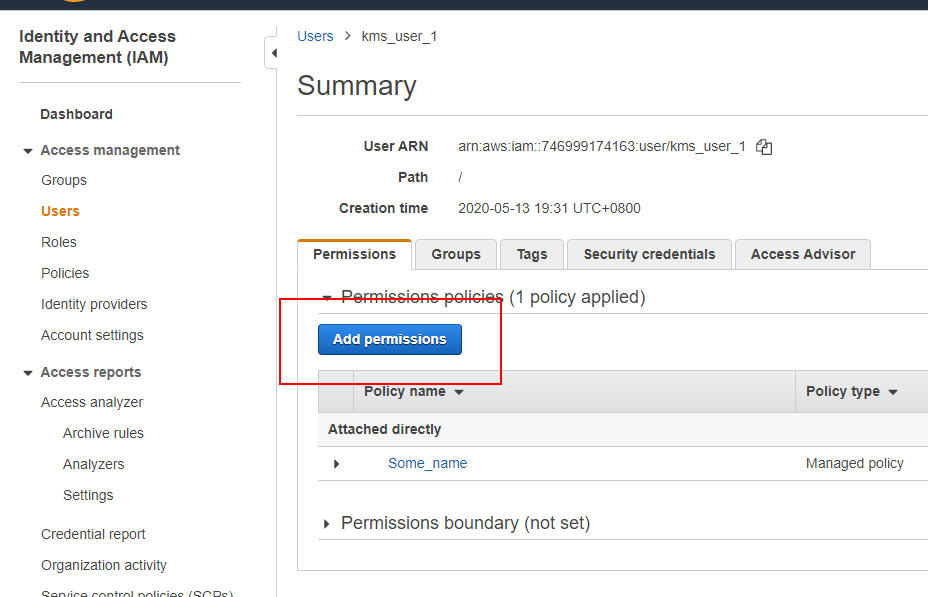 Identity and Access
Management (IAM)
Dashboard
Access management
Groups
Users
Roles
Policies
Identity providers
Account settings
Access reports
Access analyzer
Archive rules
Analyzers
Settings
Credential report
Organization activity
Service control policies (SCPs)
Users > kms_user_1
Summary
User ARN arn:aws:iam::746999174163:user/kms_user_1
Path /
Creation time 2020-05-13 19:31 UTC+0800
Permissions Groups Tags Security credentials Access Advisor
Permissions policies (1 policy applied)
Add permissions
Policy name Policy type
Attached directly
Some_name Managed policy
Permissions boundary (not set)